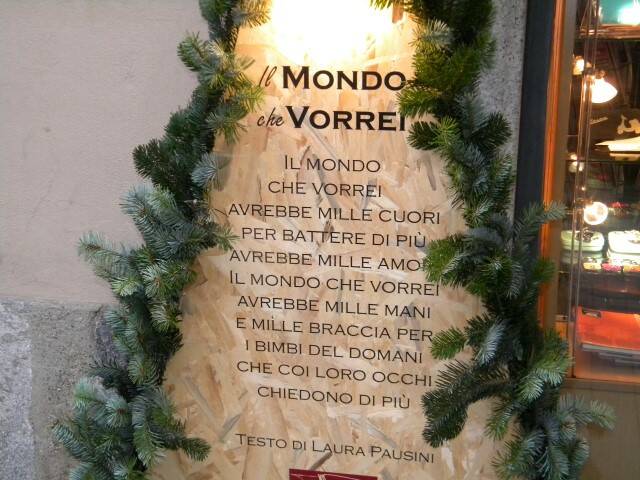 Il MONDO
che VORREI
IL MONDO
CHE VORREI
AVREBBE MILLE CUORI
PER BATTERE DI PIÙ
AVREBBE MILLE AMORI
IL MONDO CHE VORREI
AVREBBE MILLE MANI
E MILLE BRACCIA PER
I BIMBI DEL DOMANI
CHE COI LORO OCCHI
CHIEDONO DI PIÙ
TESTO DI LAURA PAUSINI